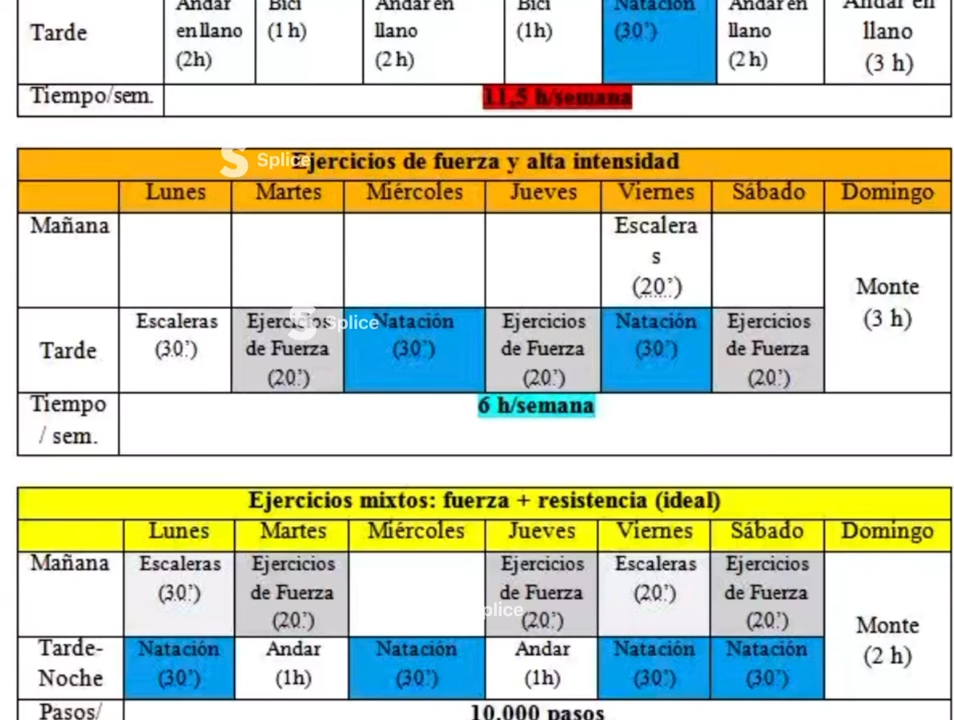 Andar Bici Andar en Bici Natación Andar en Andar en
Tarde en llano (1 h) llano (1h) (30') llano llano
(2h) (2 h) (2 h) (3 h)
Tiempo/sem. 11,5 h/semana
Splice
Ejercicios de fuerza y alta intensidad
Lunes Martes Miércoles Jueves Viernes Sábado Domingo
Mañana Escalera
s
(20') Monte
(3 h)
Splice
Escaleras Ejercicios Natación Ejercicios Natación Ejercicios
Tarde (30') de Fuerza (30') de Fuerza (30') de Fuerza
(20') (20') (20')
Tiempo 6 h/semana
/ sem.
Ejercicios mixtos: fuerza + resistencia (ideal)
Lunes Martes Miércoles Jueves Viernes Sábado Domingo
Mañana Escaleras Ejercicios Ejercicios Escaleras Ejercicios
(30') de Fuerza de Fuerza (20') de Fuerza
(20') plice (20') (20') Monte
(2 h)
Tarde- Natación Andar Natación Andar Natación Natación
Noche (30') (1h) (30') (1h) (30') (30')
Pasos/ 10.000 pasos